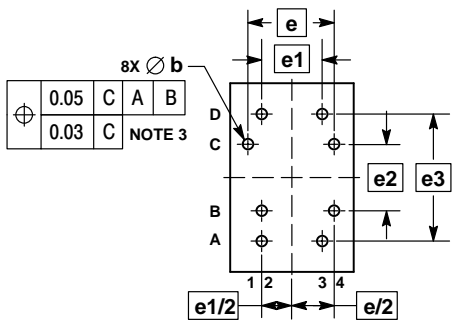 e
e1
8X ∅ b
0.05 C A B
0.03 C NOTE 3
D
C
e2 e3
B
A
1 2 3 4
e1/2 e/2